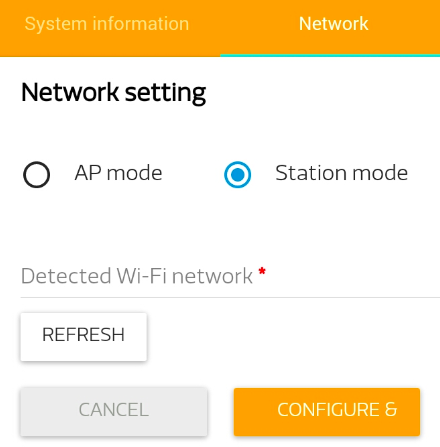 System information Network
Network setting
AP mode Station mode
Detected Wi-Fi network *
REFRESH
CANCEL CONFIGURE &